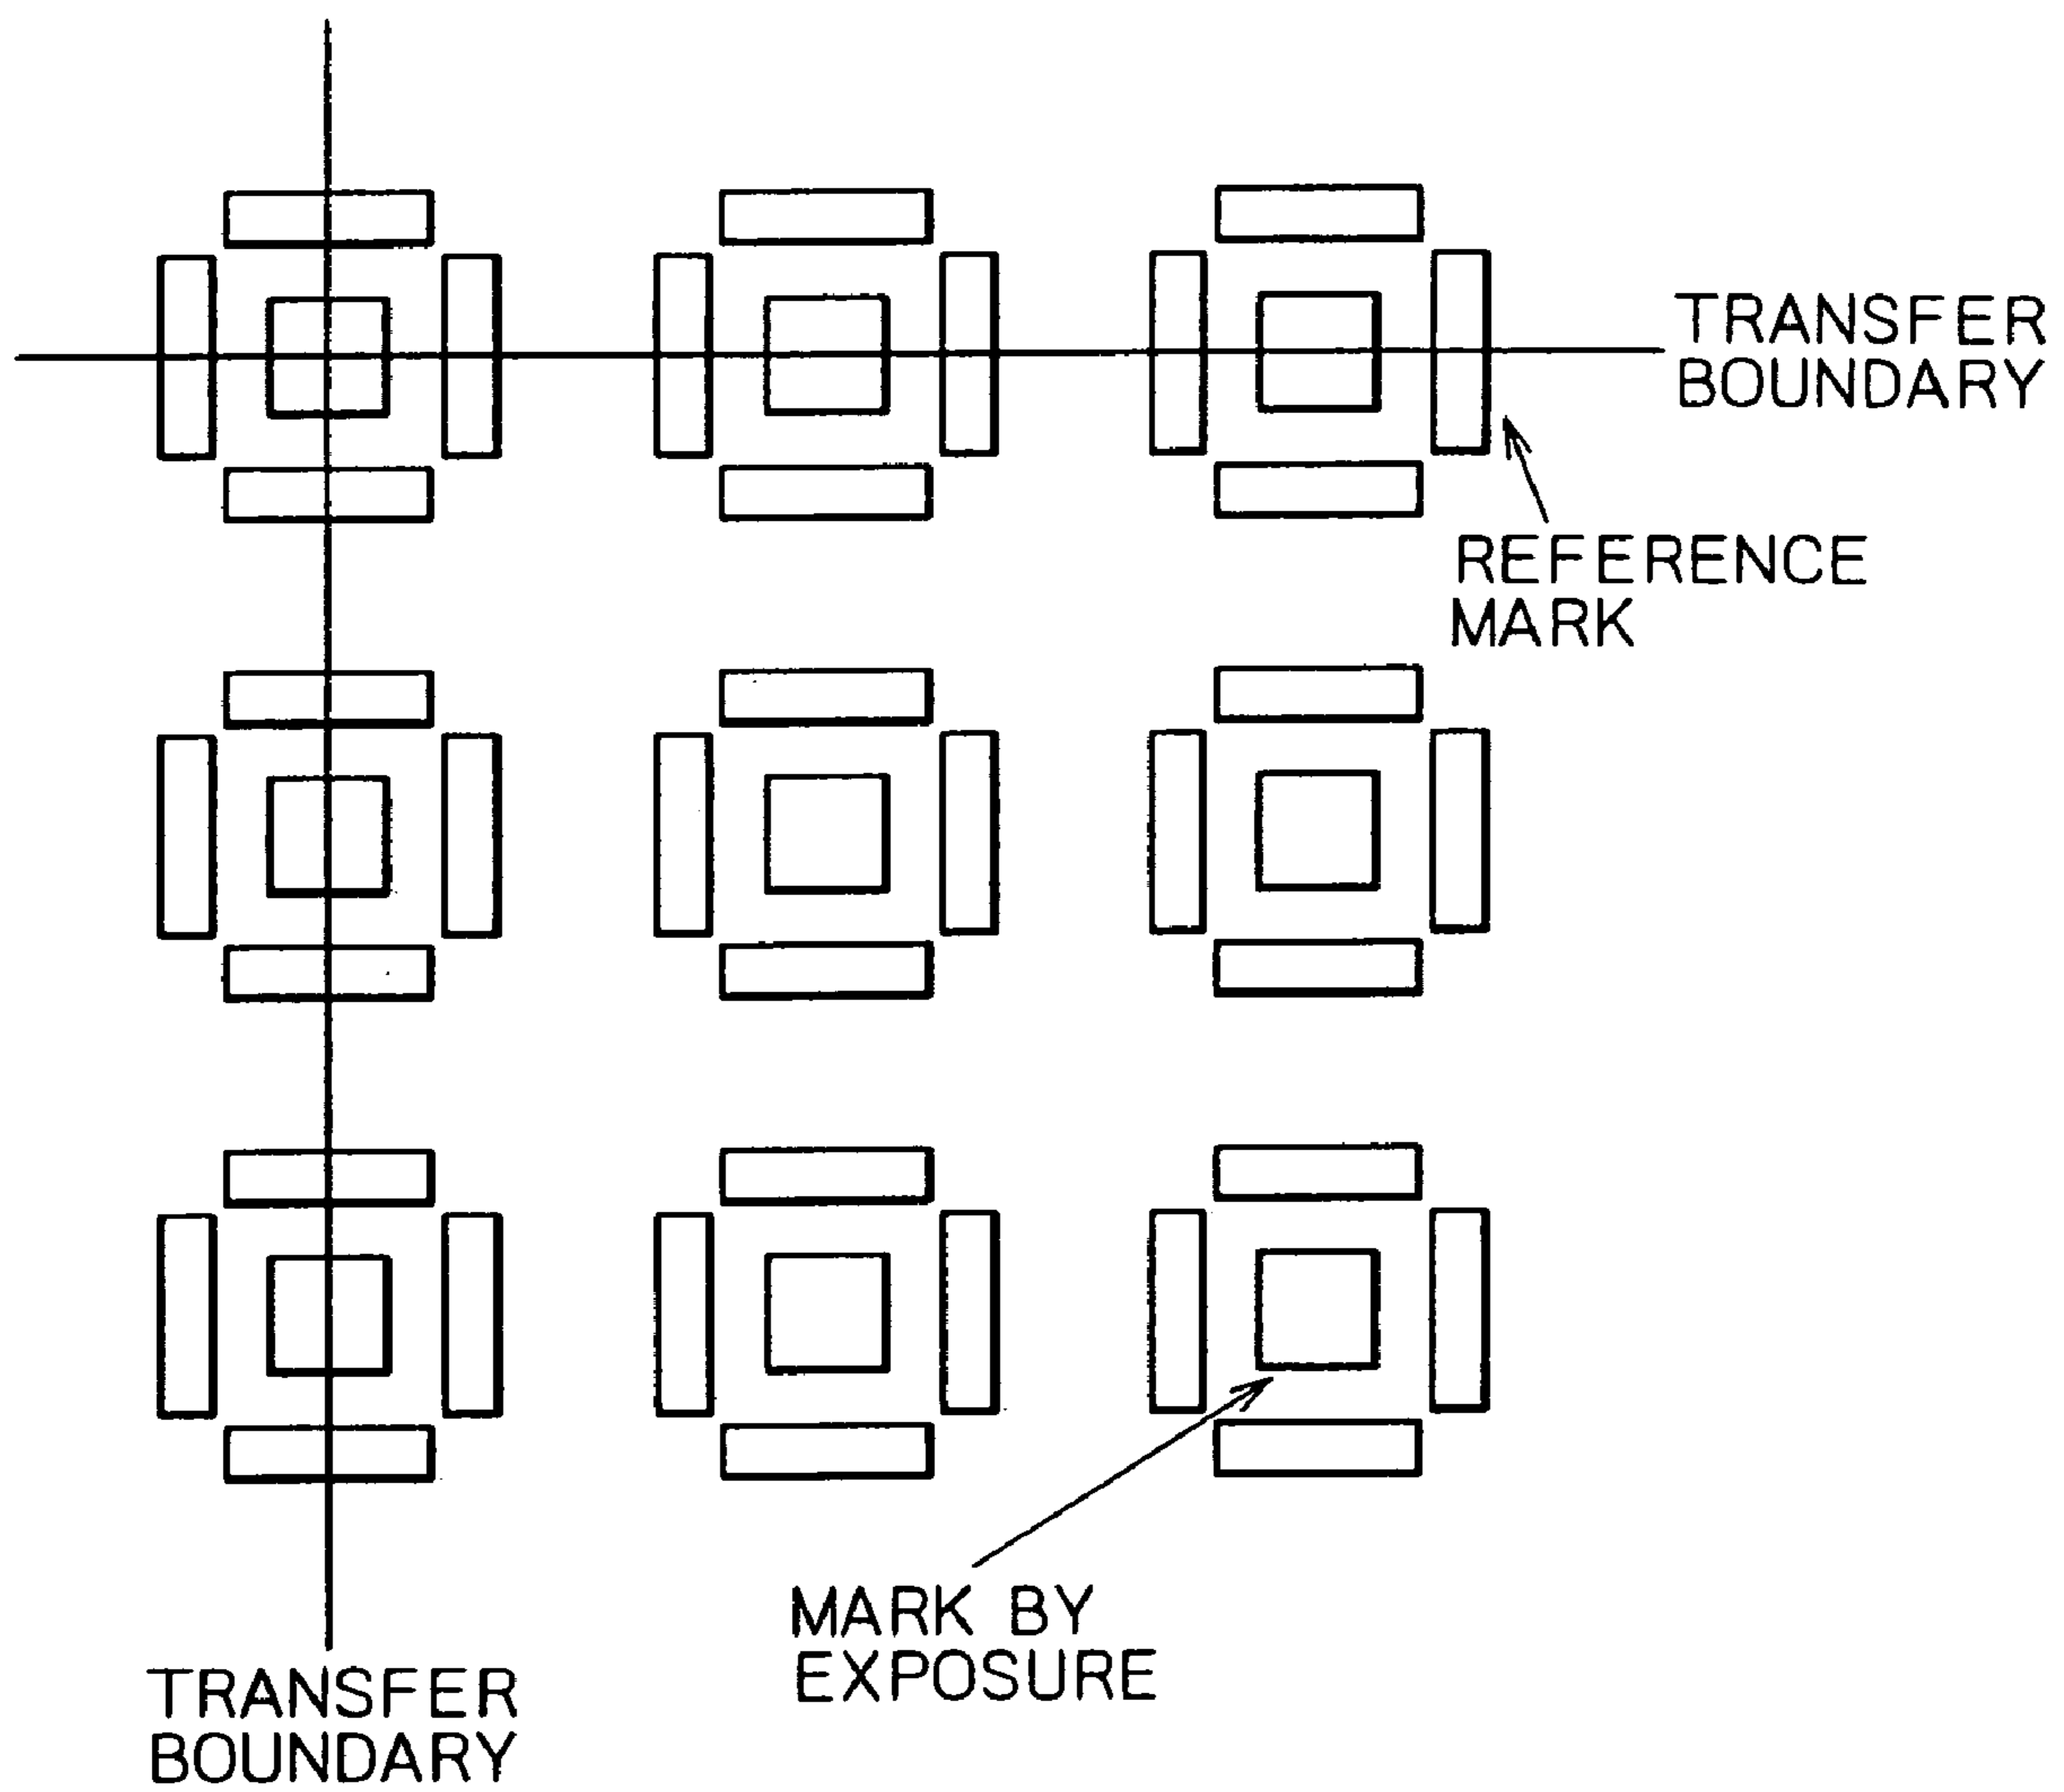 TRANSFER
BOUNDARY
REFERENCE
MARK
MARK BY
EXPOSURE
TRANSFER
BOUNDARY